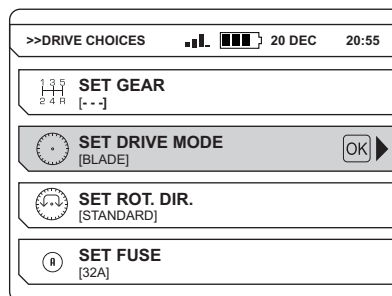 >>DRIVE CHOICES 20 DEC 20:55
1 3 5
2 4 R
SET GEAR
[- - -]
SET DRIVE MODE
[BLADE]
OK
SET ROT. DIR.
[STANDARD]
A
SET FUSE
[32A]